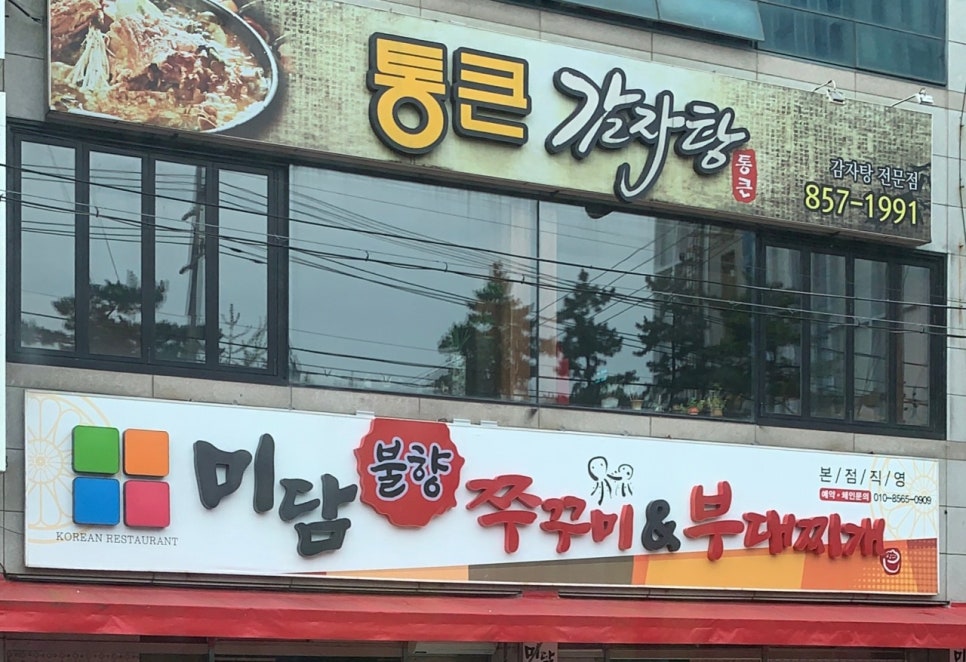 통큰 감자탕
통큰
감자탕 전문점
857-1991
KOREAN RESTAURANT
미담 불향 쭈꾸미&부대찌개
본/점/직/영
예약·체인문의 010-8565-0909
미담